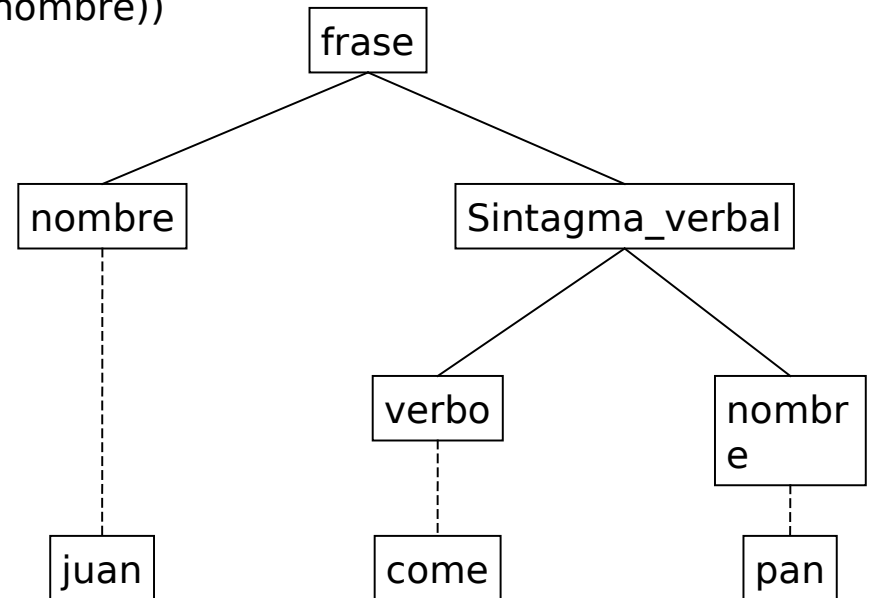 nombre))
frase
nombre
Sintagma_verbal
verbo
nombr
e
juan
come
pan